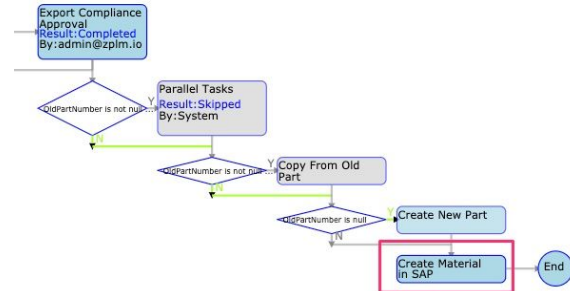 Export Compliance
Approval
Result:Completed
By:admin@zplm.io
OldPartNumber is not null ...
Y
N
Parallel Tasks
Result:Skipped
By:System
OldPartNumber is not null ...
Y
N
Copy From Old
Part
OldPartNumber is null
Y
N
Create New Part
Create Material
in SAP
End